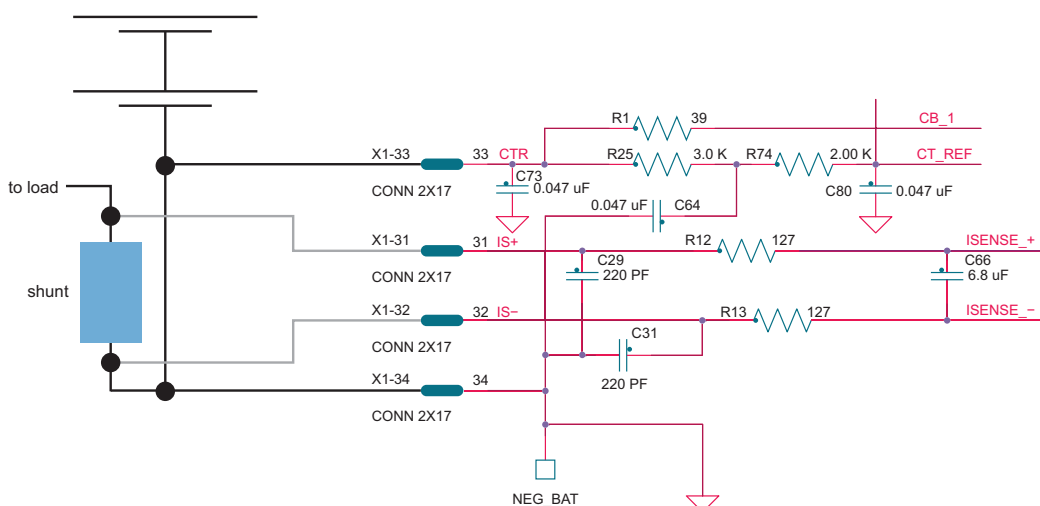 R1 39 CB_1
X1-33 33 CTR R25 3.0 K R74 2.00 K CT_REF
CONN 2X17 C73 0.047 uF C80 0.047 uF
to load
0.047 uF C64
X1-31 31 IS+ R12 127 ISENSE_+
CONN 2X17 C29 220 PF C66 6.8 uF
shunt
X1-32 32 IS– R13 127 ISENSE_–
CONN 2X17 C31
220 PF
X1-34 34
CONN 2X17
NEG_BAT